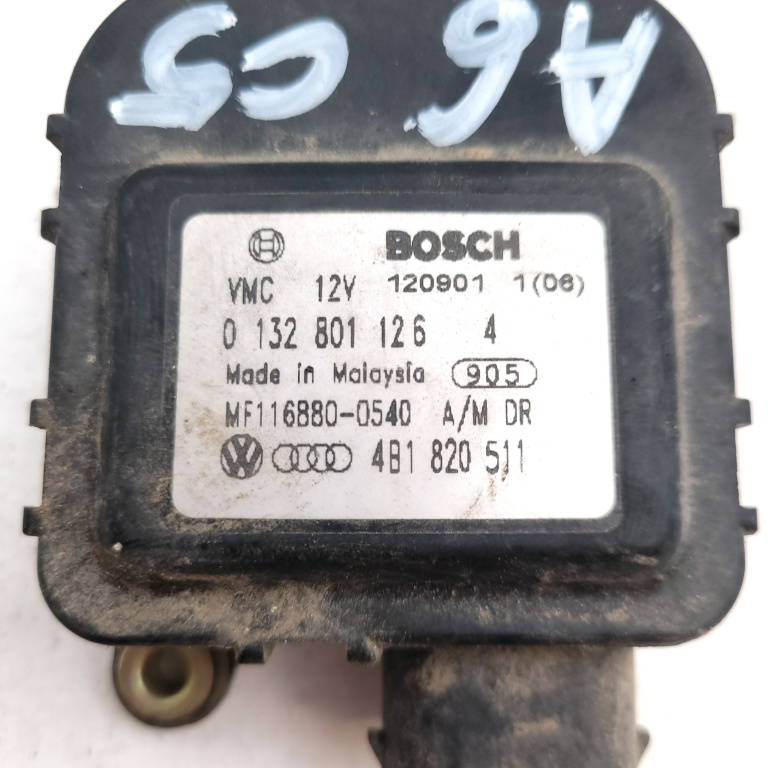 A6 C5
BOSCH
VMC 12V 120901 1(06)
0 132 801 126 4
Made in Malaysia 905
MF116880-0540 A/M DR
4B1 820 511